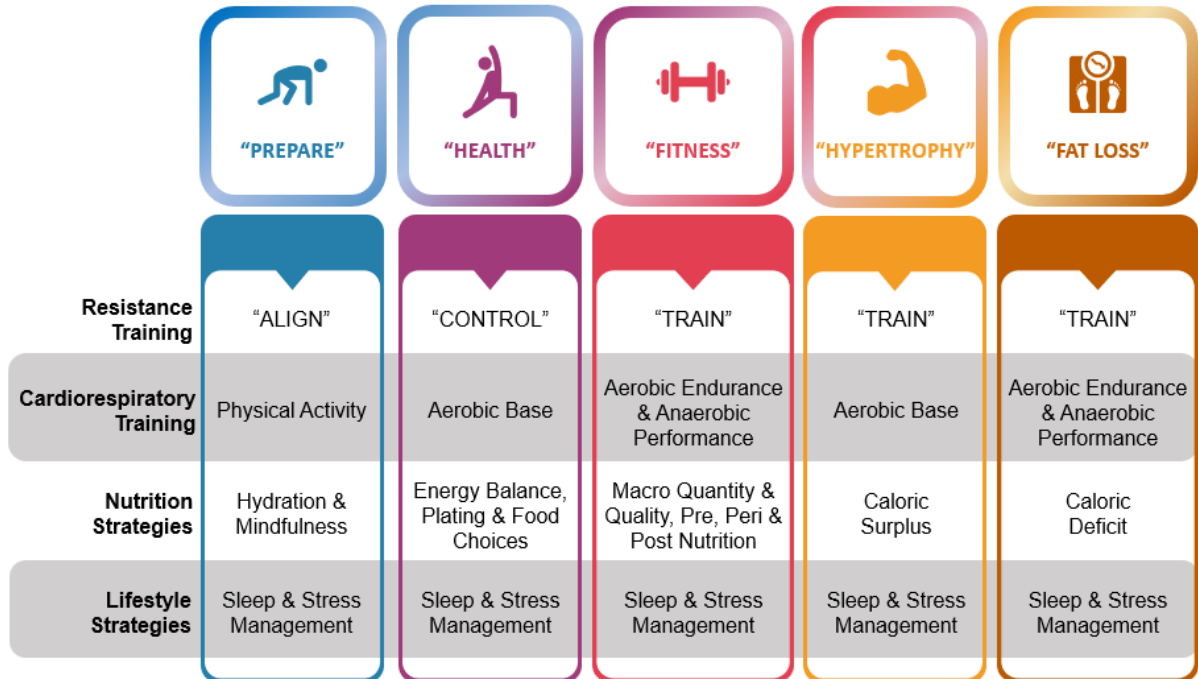 “PREPARE”
“HEALTH”
“FITNESS”
“HYPERTROPHY”
“FAT LOSS”
Resistance
Training
“ALIGN”
“CONTROL”
“TRAIN”
“TRAIN”
“TRAIN”
Cardiorespiratory
Training
Physical Activity
Aerobic Base
Aerobic Endurance
& Anaerobic
Performance
Aerobic Base
Aerobic Endurance
& Anaerobic
Performance
Nutrition
Strategies
Hydration &
Mindfulness
Energy Balance,
Plating & Food
Choices
Macro Quantity &
Quality, Pre, Peri &
Post Nutrition
Caloric
Surplus
Caloric
Deficit
Lifestyle
Strategies
Sleep & Stress
Management
Sleep & Stress
Management
Sleep & Stress
Management
Sleep & Stress
Management
Sleep & Stress
Management